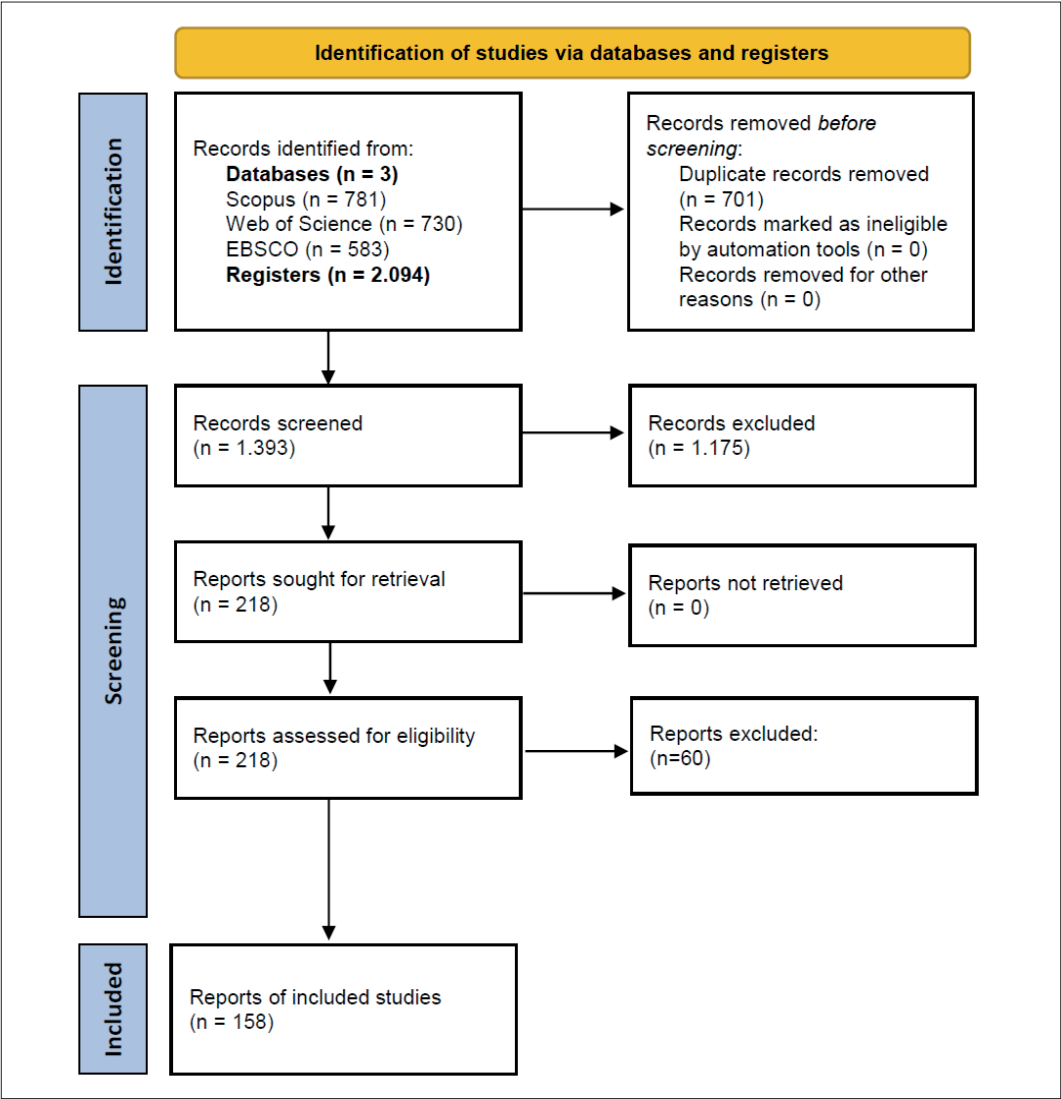 Identification of studies via databases and registers
Identification
Records identified from:
Databases (n = 3)
Scopus (n = 781)
Web of Science (n = 730)
EBSCO (n = 583)
Registers (n = 2.094)
Records removed before
screening:
Duplicate records removed
(n = 701)
Records marked as ineligible
by automation tools (n = 0)
Records removed for other
reasons (n = 0)
Screening
Records screened
(n = 1.393)
Records excluded
(n = 1.175)
Reports sought for retrieval
(n = 218)
Reports not retrieved
(n = 0)
Reports assessed for eligibility
(n = 218)
Reports excluded:
(n=60)
Included
Reports of included studies
(n = 158)